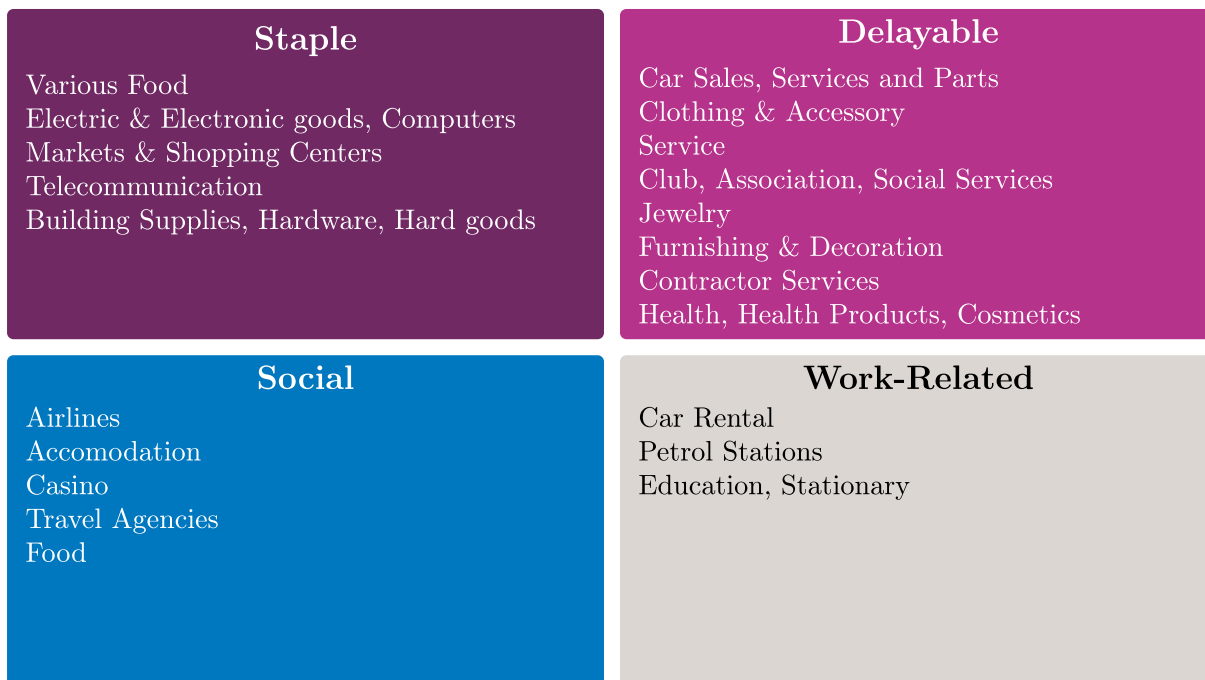 Staple
Various Food
Electric & Electronic goods, Computers
Markets & Shopping Centers
Telecommunication
Building Supplies, Hardware, Hard goods
Delayable
Car Sales, Services and Parts
Clothing & Accessory
Service
Club, Association, Social Services
Jewelry
Furnishing & Decoration
Contractor Services
Health, Health Products, Cosmetics
Social
Airlines
Accomodation
Casino
Travel Agencies
Food
Work-Related
Car Rental
Petrol Stations
Education, Stationary